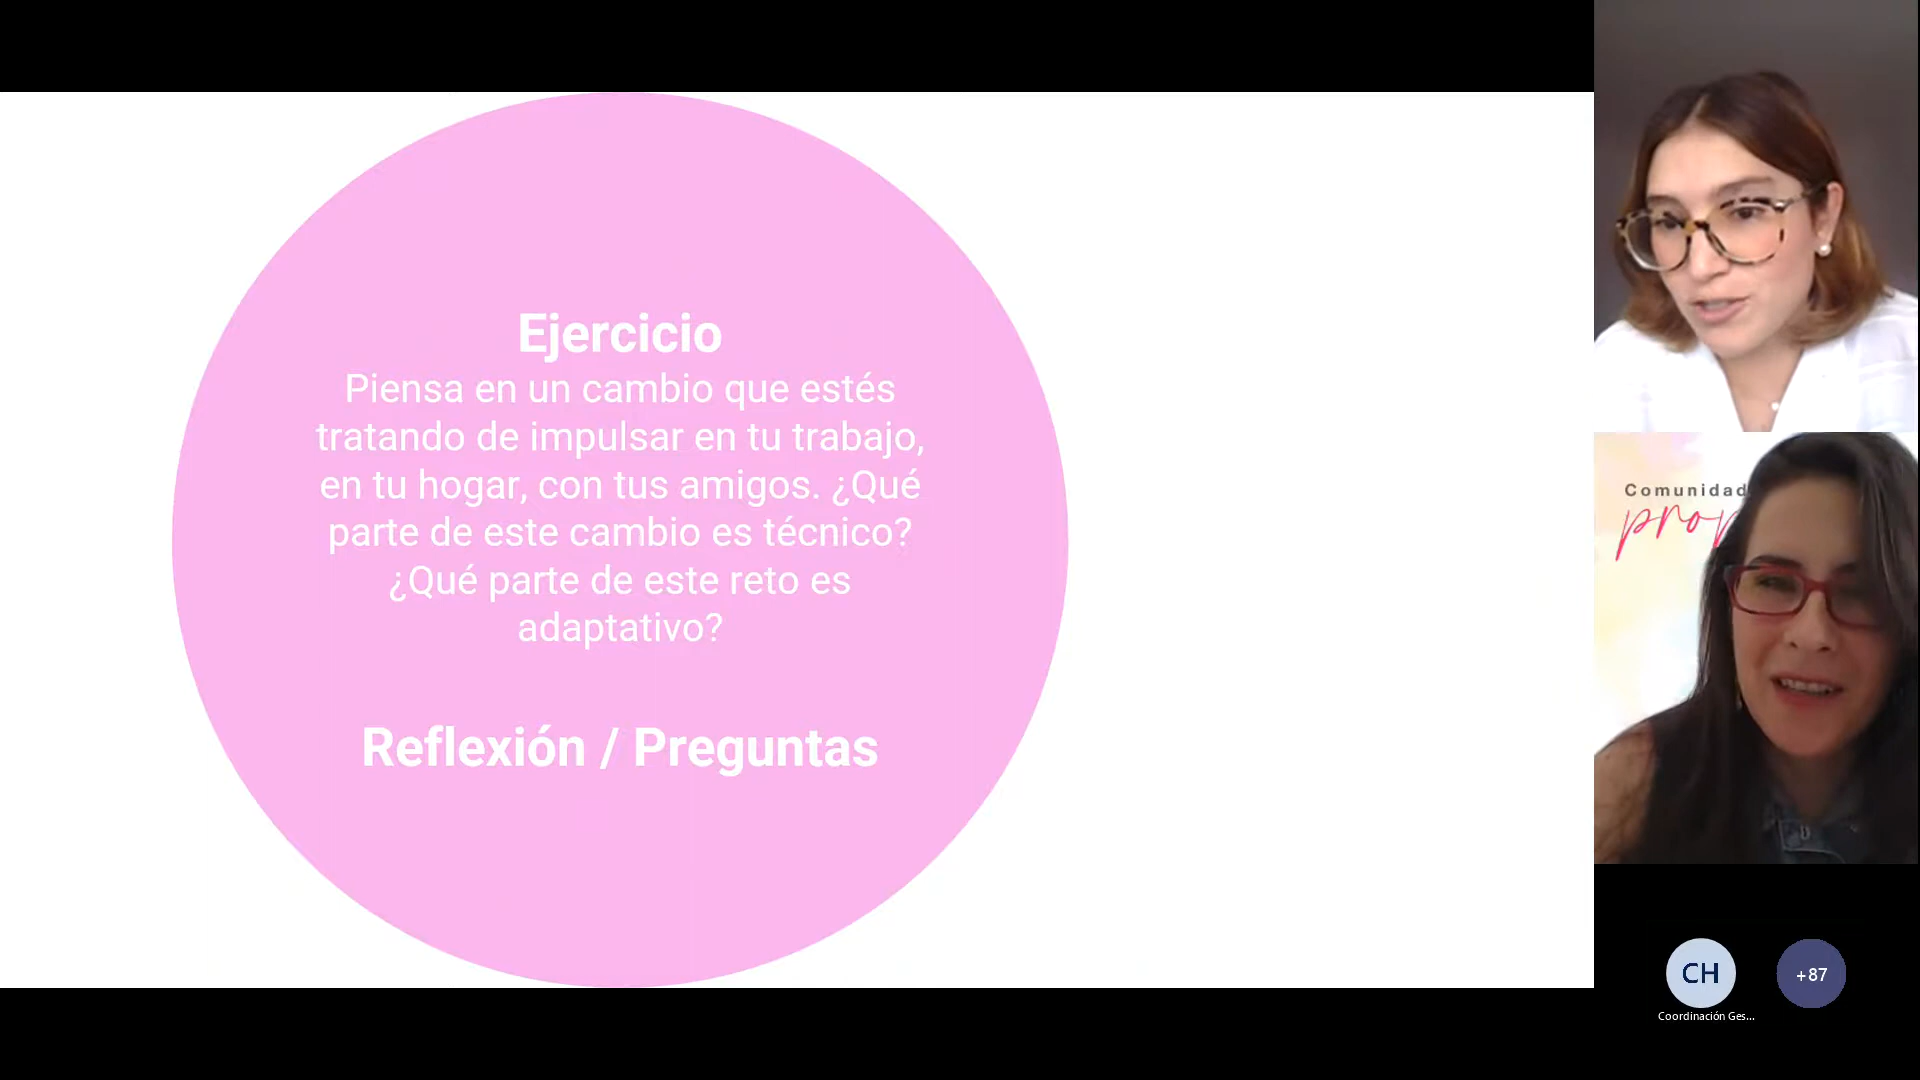 Ejercicio
Piensa en un cambio que estés
tratando de impulsar en tu trabajo,
en tu hogar, con tus amigos. ¿Qué
parte de este cambio es técnico?
¿Qué parte de este reto es
adaptativo?
Reflexión / Preguntas
Comunidad
prop
CH
+87
Coordinación Ges...